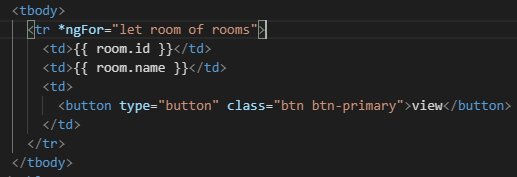 <tbody>
<tr *ngFor="let room of rooms">
<td>{{ room.id }}</td>
<td>{{ room.name }}</td>
<td>
<button type="button" class="btn btn-primary">view</button>
</td>
</tr>
</tbody>